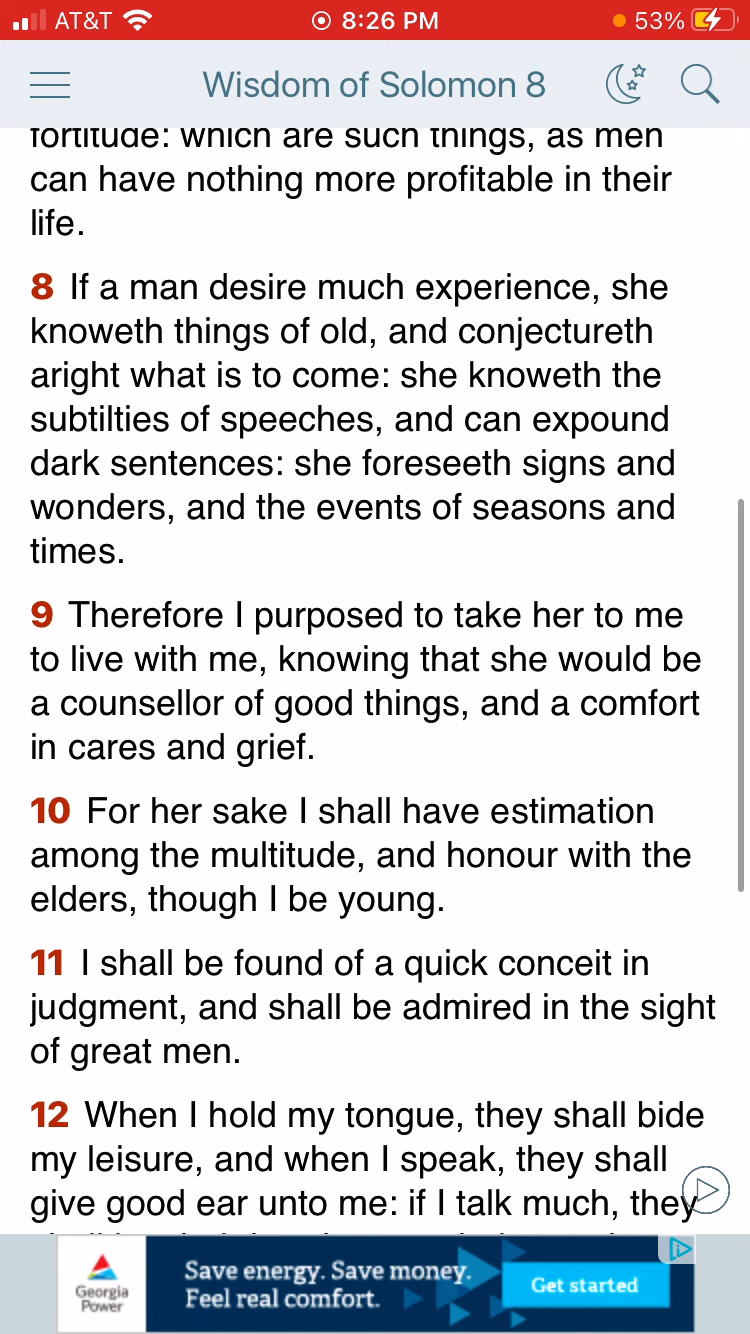 AT&T 8:26 PM 53%
Wisdom of Solomon 8
fortitude: which are such things, as men
can have nothing more profitable in their
life.
8 If a man desire much experience, she
knoweth things of old, and conjectureth
aright what is to come: she knoweth the
subtilties of speeches, and can expound
dark sentences: she foreseeth signs and
wonders, and the events of seasons and
times.
9 Therefore I purposed to take her to me
to live with me, knowing that she would be
a counsellor of good things, and a comfort
in cares and grief.
10 For her sake I shall have estimation
among the multitude, and honour with the
elders, though I be young.
11 I shall be found of a quick conceit in
judgment, and shall be admired in the sight
of great men.
12 When I hold my tongue, they shall bide
my leisure, and when I speak, they shall
give good ear unto me: if I talk much, they
Georgia
Power
Save energy. Save money.
Feel real comfort.
Get started